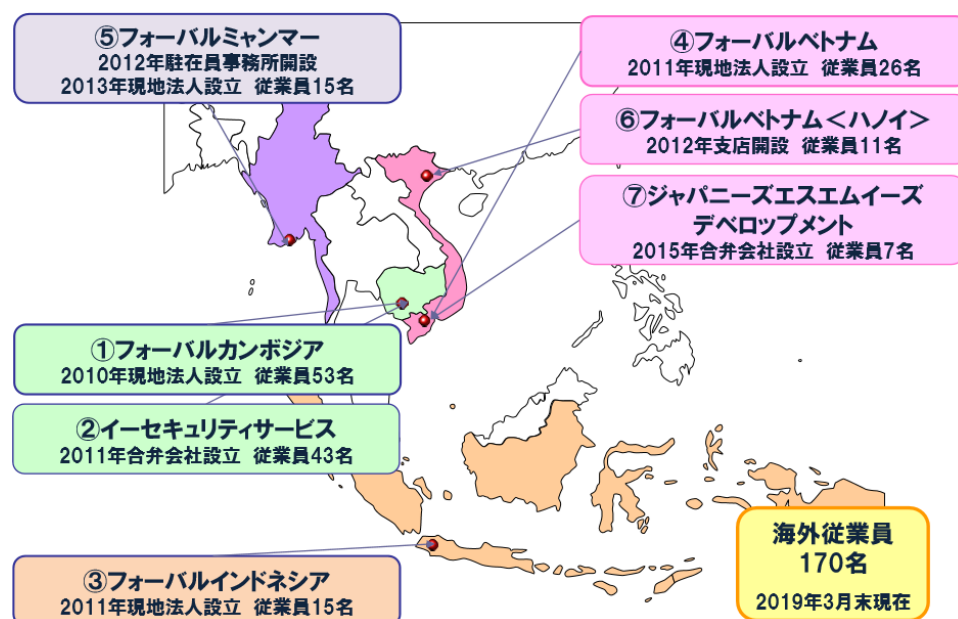 ⑤フォーバルミャンマー
2012年駐在員事務所開設
2013年現地法人設立 従業員15名
④フォーバルベトナム
2011年現地法人設立 従業員26名
⑥フォーバルベトナム＜ハノイ＞
2012年支店開設 従業員11名
⑦ジャパニーズエスエムイーズ
デベロップメント
2015年合弁会社設立 従業員7名
①フォーバルカンボジア
2010年現地法人設立 従業員53名
②イーセキュリティサービス
2011年合弁会社設立 従業員43名
③フォーバルインドネシア
2011年現地法人設立 従業員15名
海外従業員
170名
2019年3月末現在